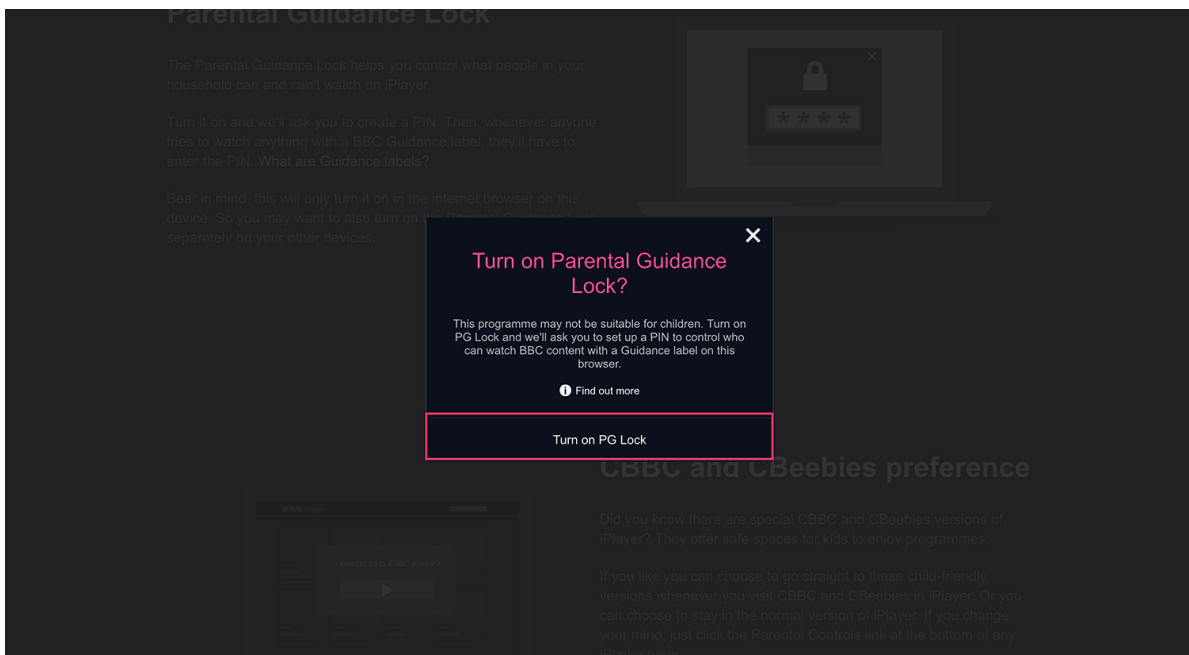 Parental Guidance Lock
The Parental Guidance Lock helps you control what people in your
household can and can't watch on iPlayer.
Turn it on and we'll ask you to create a PIN. Then, whenever anyone
tries to watch anything with a BBC Guidance label, they'll have to
enter the PIN. What are Guidance labels?
Bear in mind, this will only turn it on in the internet browser on this
device. So you may want to also turn on the Parental Guidance Lock
separately on your other devices.
Turn on Parental Guidance
Lock?
This programme may not be suitable for children. Turn on
PG Lock and we'll ask you to set up a PIN to control who
can watch BBC content with a Guidance label on this
browser.
Find out more
Turn on PG Lock
CBBC and CBeebies preference
Want to go to CBBC iPlayer?
Did you know there are special CBBC and CBeebies versions of
iPlayer? They offer safe spaces for kids to enjoy programmes.
If you like you can choose to go straight to these child-friendly
versions whenever you visit CBBC and CBeebies in iPlayer. Or you
can choose to stay in the normal version of iPlayer. If you change
your mind, just click the Parental Controls link at the bottom of any
iPlayer page.